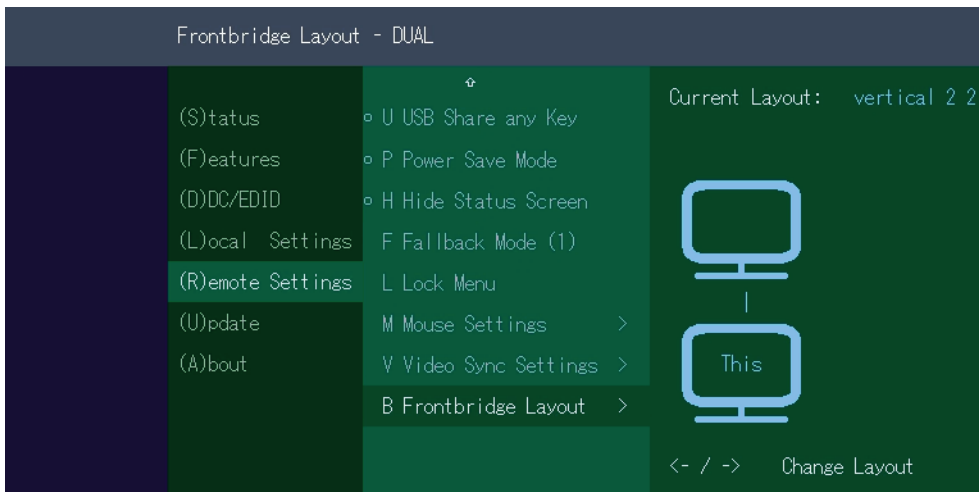 Frontbridge Layout - DUAL
(S)tatus
(F)eatures
(D)DC/EDID
(L)ocal Settings
(R)emote Settings
(U)pdate
(A)bout
U USB Share any Key
P Power Save Mode
H Hide Status Screen
F Fallback Mode (1)
L Lock Menu
M Mouse Settings >
V Video Sync Settings >
B Frontbridge Layout >
Current Layout: vertical 2 2
This
<- / -> Change Layout